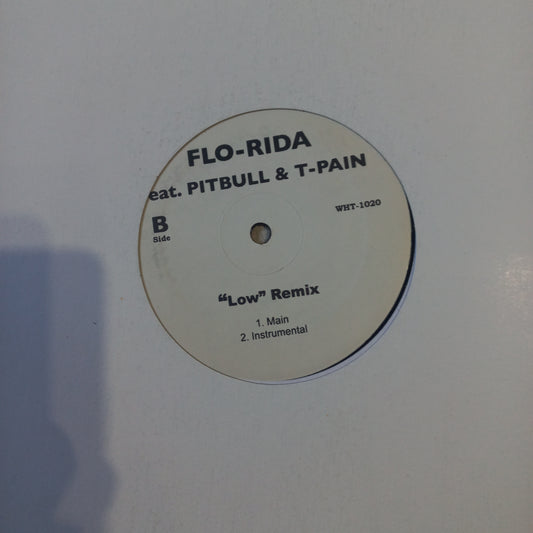 FLO-RIDA
eat. PITBULL & T-PAIN
B
Side
WHT-1020
“Low” Remix
1. Main
2. Instrumental